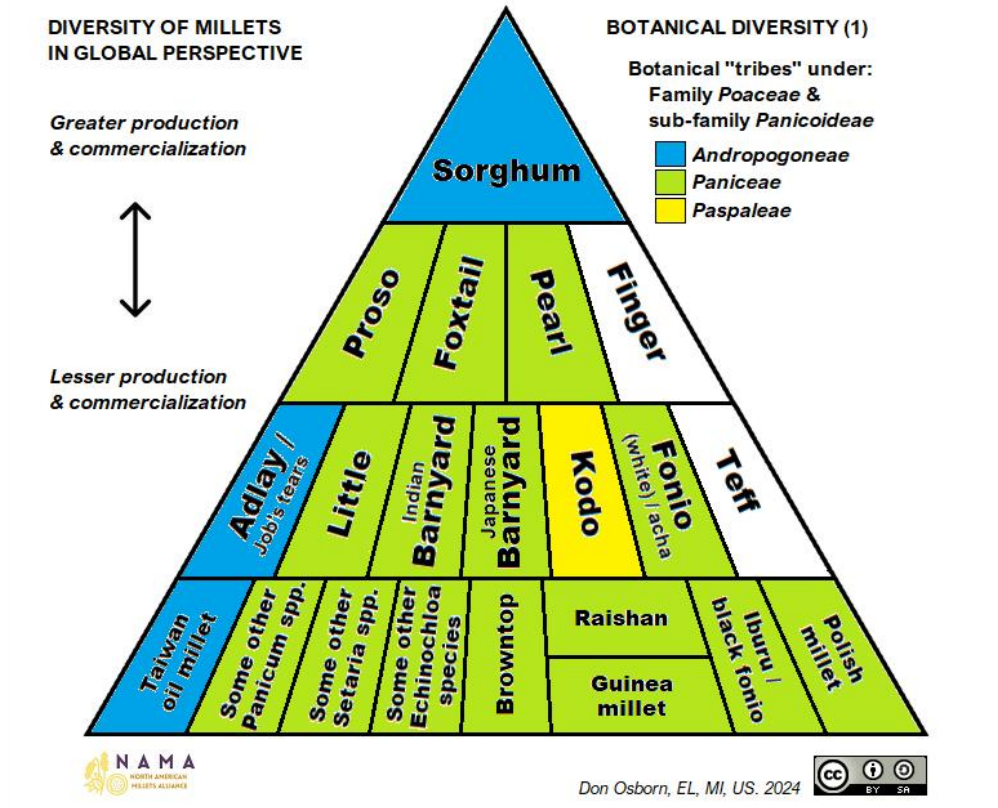 DIVERSITY OF MILLETS
IN GLOBAL PERSPECTIVE
BOTANICAL DIVERSITY (1)
Botanical "tribes" under:
Family Poaceae &
sub-family Panicoideae
Andropogoneae
Paniceae
Paspaleae
Greater production
& commercialization
Lesser production
& commercialization
Sorghum
Proso
Foxtail
Pearl
Finger
Adlay /
Job's tears
Little
Indian
Barnyard
Japanese
Barnyard
Kodo
Fonio
(white) / acha
Teff
Taiwan
oil millet
Some other
Panicum spp.
Some other
Setaria spp.
Some other
Echinochloa
species
Browntop
Raishan
Guinea
millet
Iburu /
black fonio
Polish
millet
NAMA
NORTH AMERICAN
MILLETS ALLIANCE
Don Osborn, EL, MI, US. 2024
cc
BY SA